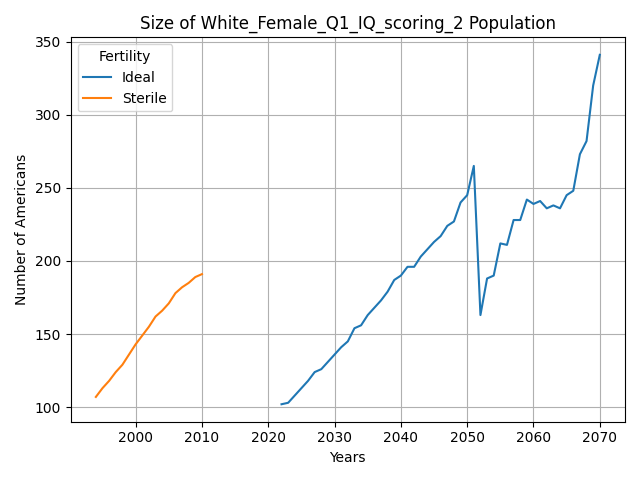 Size of White_Female_Q1_IQ_scoring_2 Population
Number of Americans
350
300
250
200
150
100
Fertility
Ideal
Sterile
2000 2010 2020 2030 2040 2050 2060 2070
Years